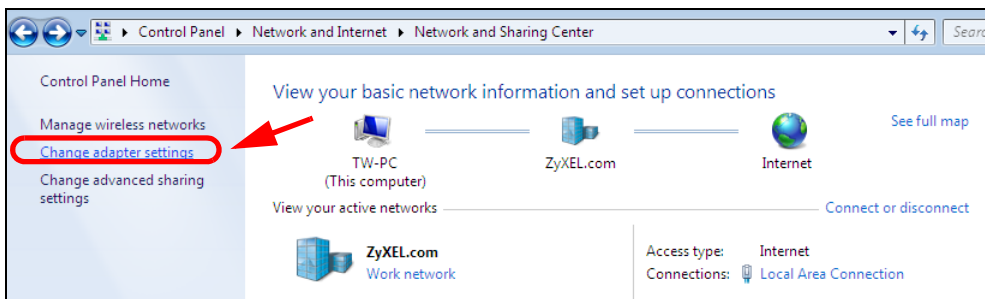 Control Panel ▸ Network and Internet ▸ Network and Sharing Center
Control Panel Home
Manage wireless networks
Change adapter settings
Change advanced sharing
settings
View your basic network information and set up connections
See full map
TW-PC
(This computer)
ZyXEL.com
Internet
View your active networks
Connect or disconnect
ZyXEL.com
Work network
Access type: Internet
Connections: Local Area Connection